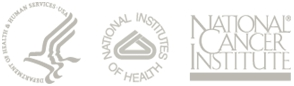 DEPARTMENT OF HEALTH & HUMAN SERVICES·USA
NATIONAL INSTITUTES
OF HEALTH
NATIONAL®
CANCER
INSTITUTE